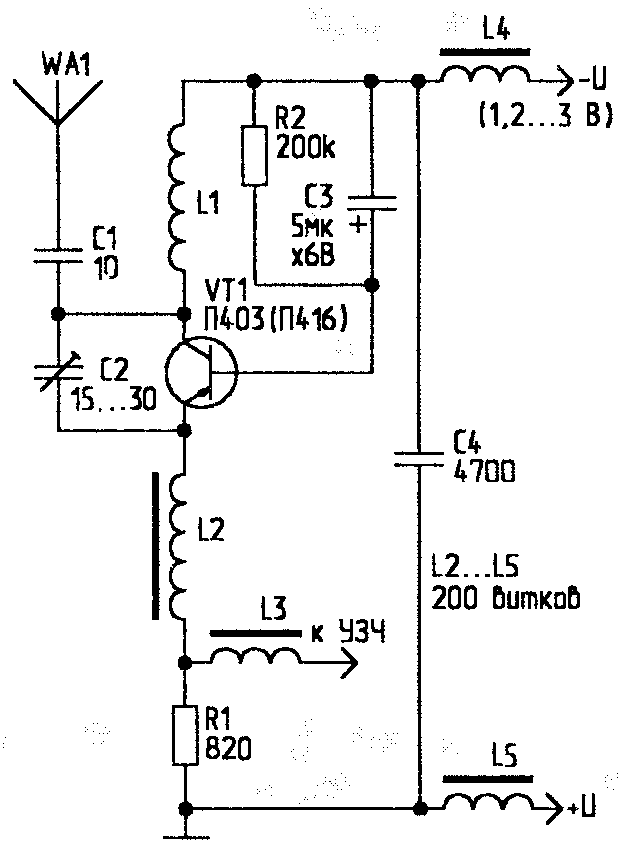 L4
WA1
-U
(1,2...3 В)
R2
200k
L1
C3
5мк
x6В
+
C1
10
VT1
П403(П416)
C2
15...30
C4
4700
L2
L2...L5
200 витков
L3
к УЗЧ
R1
820
L5
+U